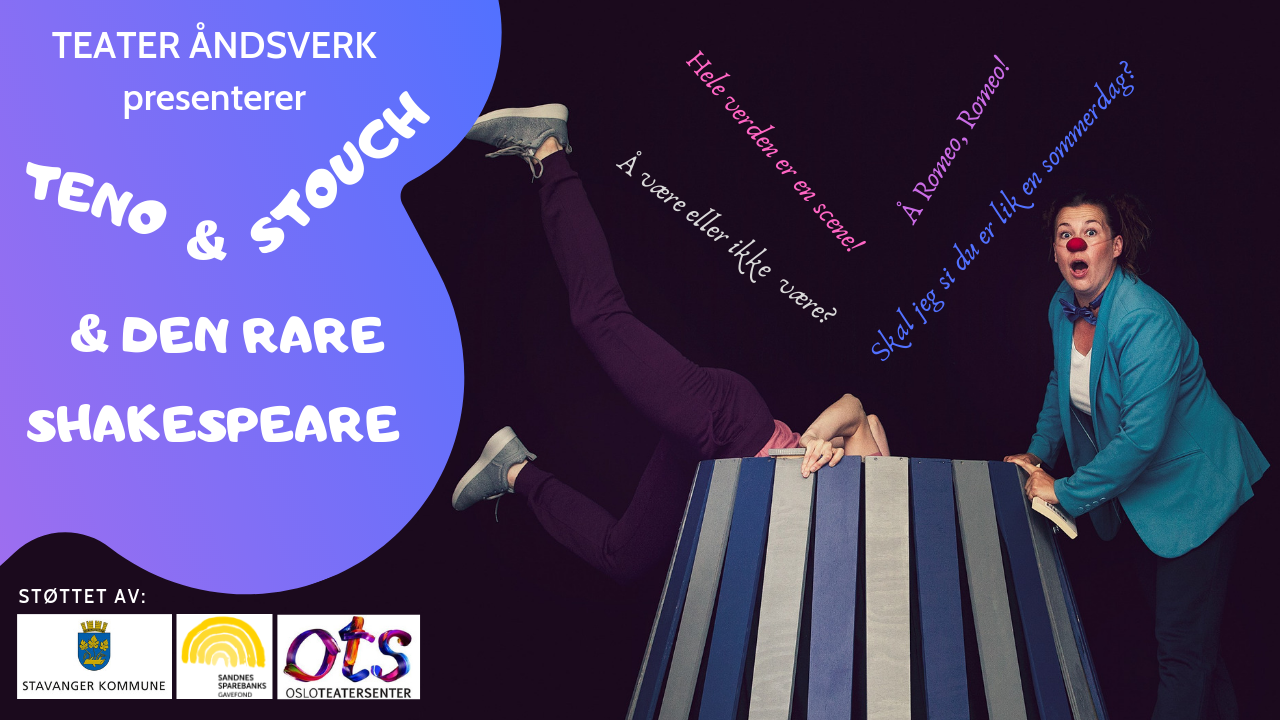 TEATER ÅNDSVERK
presenterer
TENO & STOUCH
& DEN RARE
SHAKESPEARE
Hele verden er en scene!
Å være eller ikke være?
Å Romeo, Romeo!
Skal jeg si du er lik en sommerdag?
STØTTET AV:
STAVANGER KOMMUNE
SANDNES
SPAREBANKS
GAVEFOND
ots
OSLOTEATERSENTER